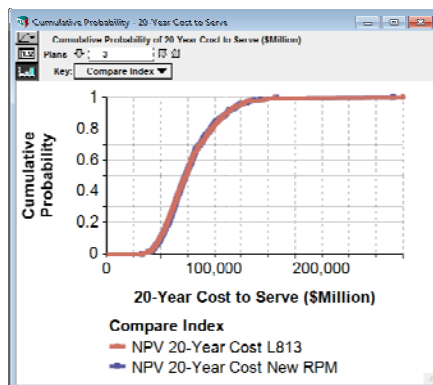 Cumulative Probability - 20-Year Cost to Serve
Cumulative Probability of 20 Year Cost to Serve ($Million)
Plans 3
Key: Compare Index
1
0.8
0.6
0.4
0.2
0
Cumulative
Probability
0 100,000 200,000
20-Year Cost to Serve ($Million)
Compare Index
NPV 20-Year Cost L813
NPV 20-Year Cost New RPM